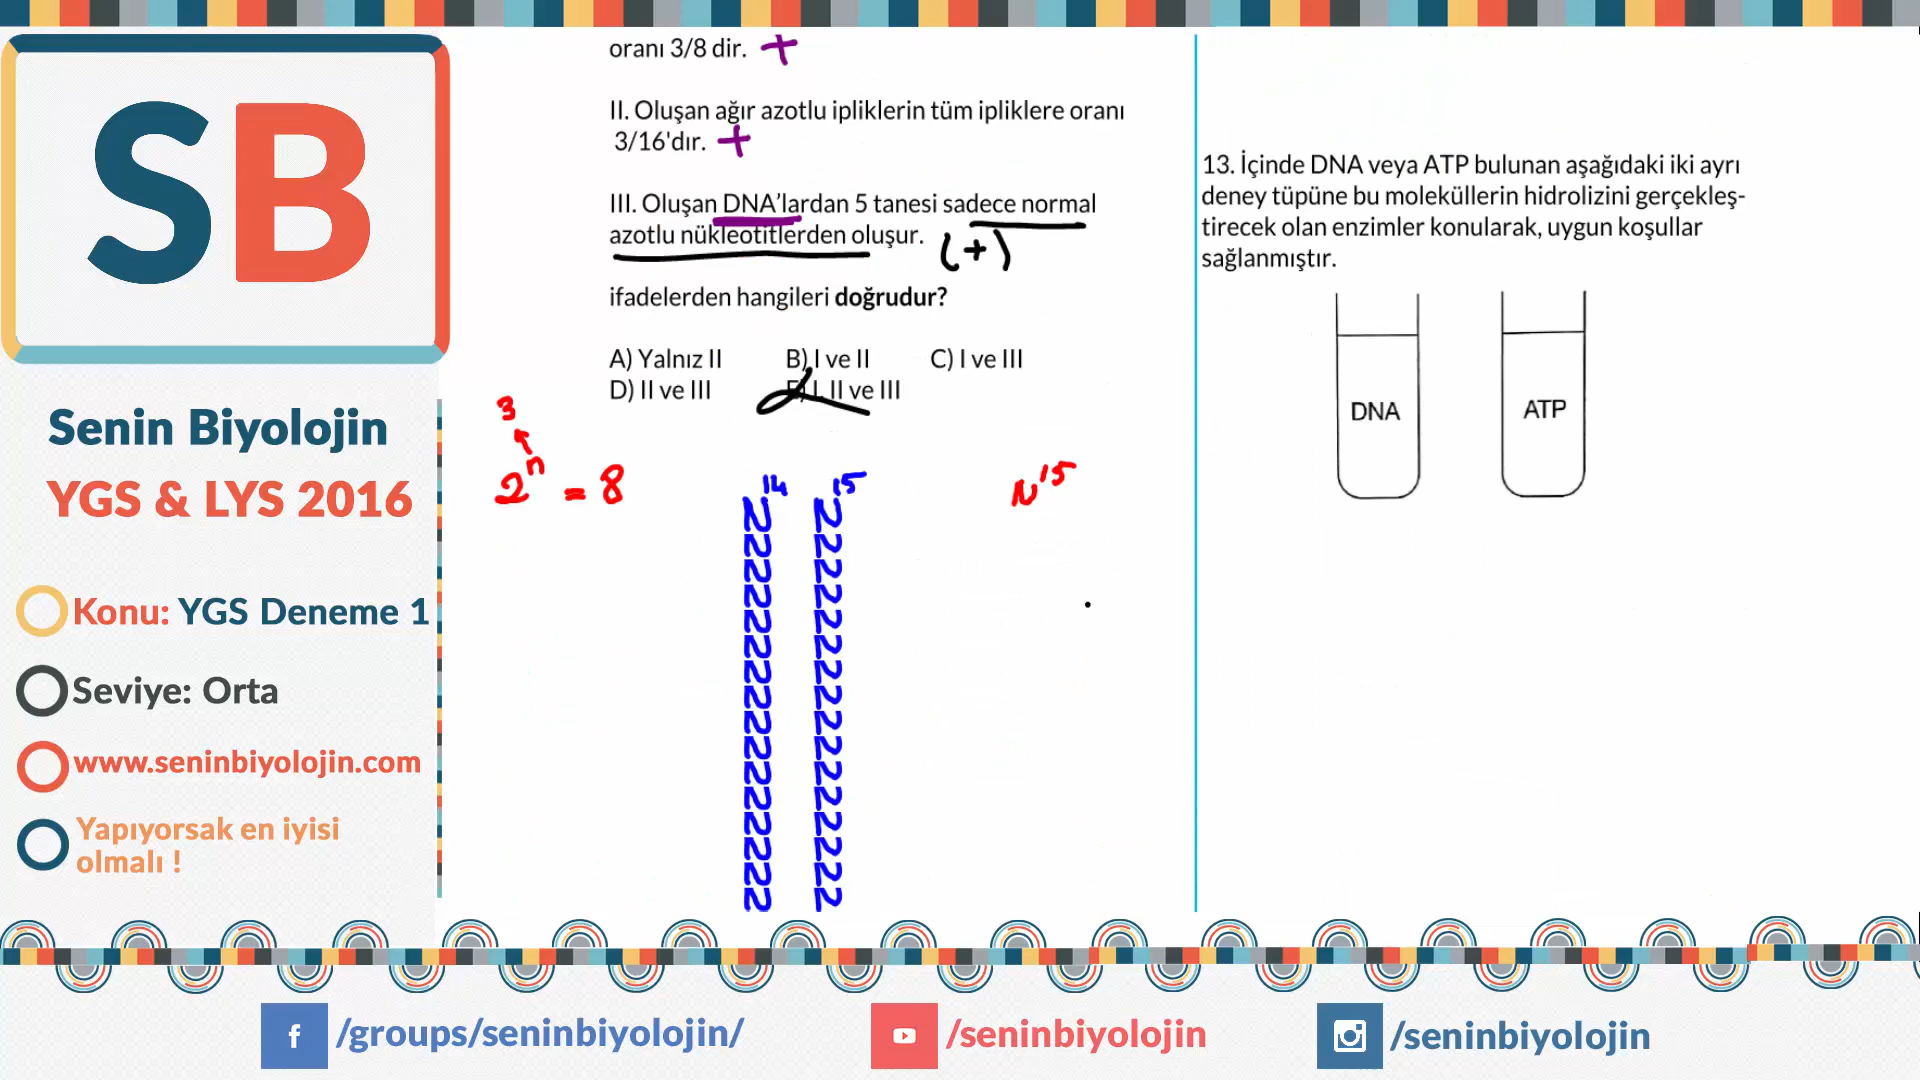 SB
Senin Biyolojin
YGS & LYS 2016
Konu: YGS Deneme 1
Seviye: Orta
www.seninbiyolojin.com
Yapıyorsak en iyisi
olmalı !
oranı 3/8 dir. +
II. Oluşan ağır azotlu ipliklerin tüm ipliklere oranı
3/16'dır. +
III. Oluşan DNA'lardan 5 tanesi sadece normal
azotlu nükleotitlerden oluşur. (+)
ifadelerden hangileri doğrudur?
A) Yalnız II B) I ve II C) I ve III
D) II ve III E) I, II ve III
3
2ⁿ = 8
14 15
N¹⁵
13. İçinde DNA veya ATP bulunan aşağıdaki iki ayrı
deney tüpüne bu moleküllerin hidrolizini gerçekleş-
tirecek olan enzimler konularak, uygun koşullar
sağlanmıştır.
DNA ATP
f /groups/seninbiyolojin/
/seninbiyolojin
/seninbiyolojin